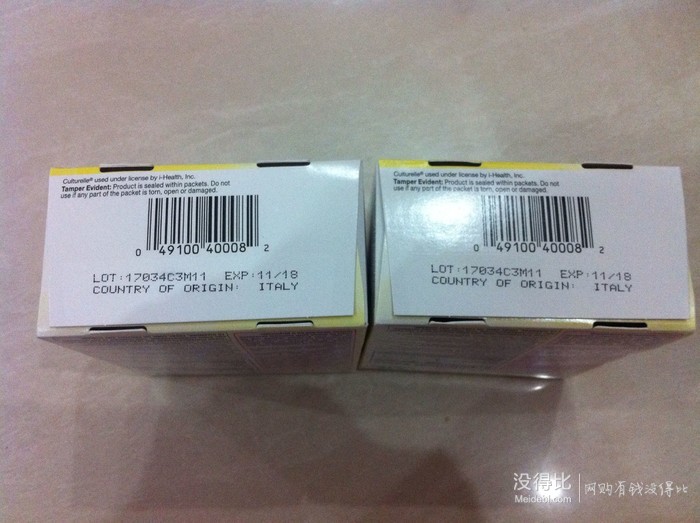 Culturelle® used under license by i-Health, Inc.
Tamper Evident: Product is sealed within packets. Do not
use if any part of the packet is torn, open or damaged.
0 49100 40008 2
LOT:17034C3M11 EXP:11/18
COUNTRY OF ORIGIN: ITALY
Culturelle® used under license by i-Health, Inc.
Tamper Evident: Product is sealed within packets. Do not
use if any part of the packet is torn, open or damaged.
0 49100 40008 2
LOT:17034C3M11 EXP:11/18
COUNTRY OF ORIGIN: ITALY
没得比 网购有钱没得比
Meidebi.com